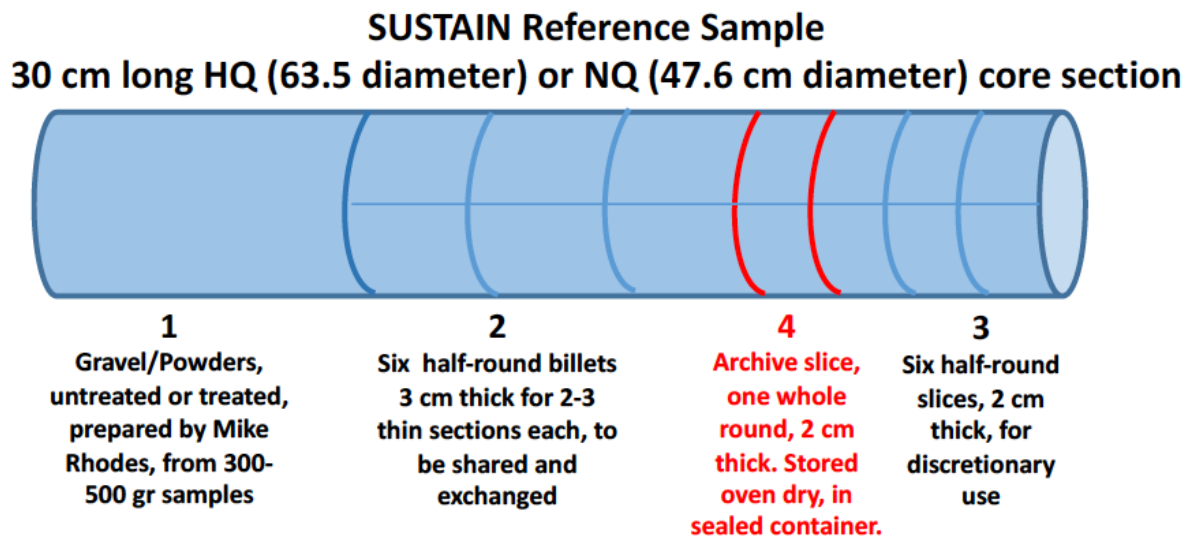 SUSTAIN Reference Sample
30 cm long HQ (63.5 diameter) or NQ (47.6 cm diameter) core section
1
Gravel/Powders,
untreated or treated,
prepared by Mike
Rhodes, from 300-
500 gr samples
2
Six half-round billets
3 cm thick for 2-3
thin sections each, to
be shared and
exchanged
4
Archive slice,
one whole
round, 2 cm
thick. Stored
oven dry, in
sealed container.
3
Six half-round
slices, 2 cm
thick, for
discretionary
use